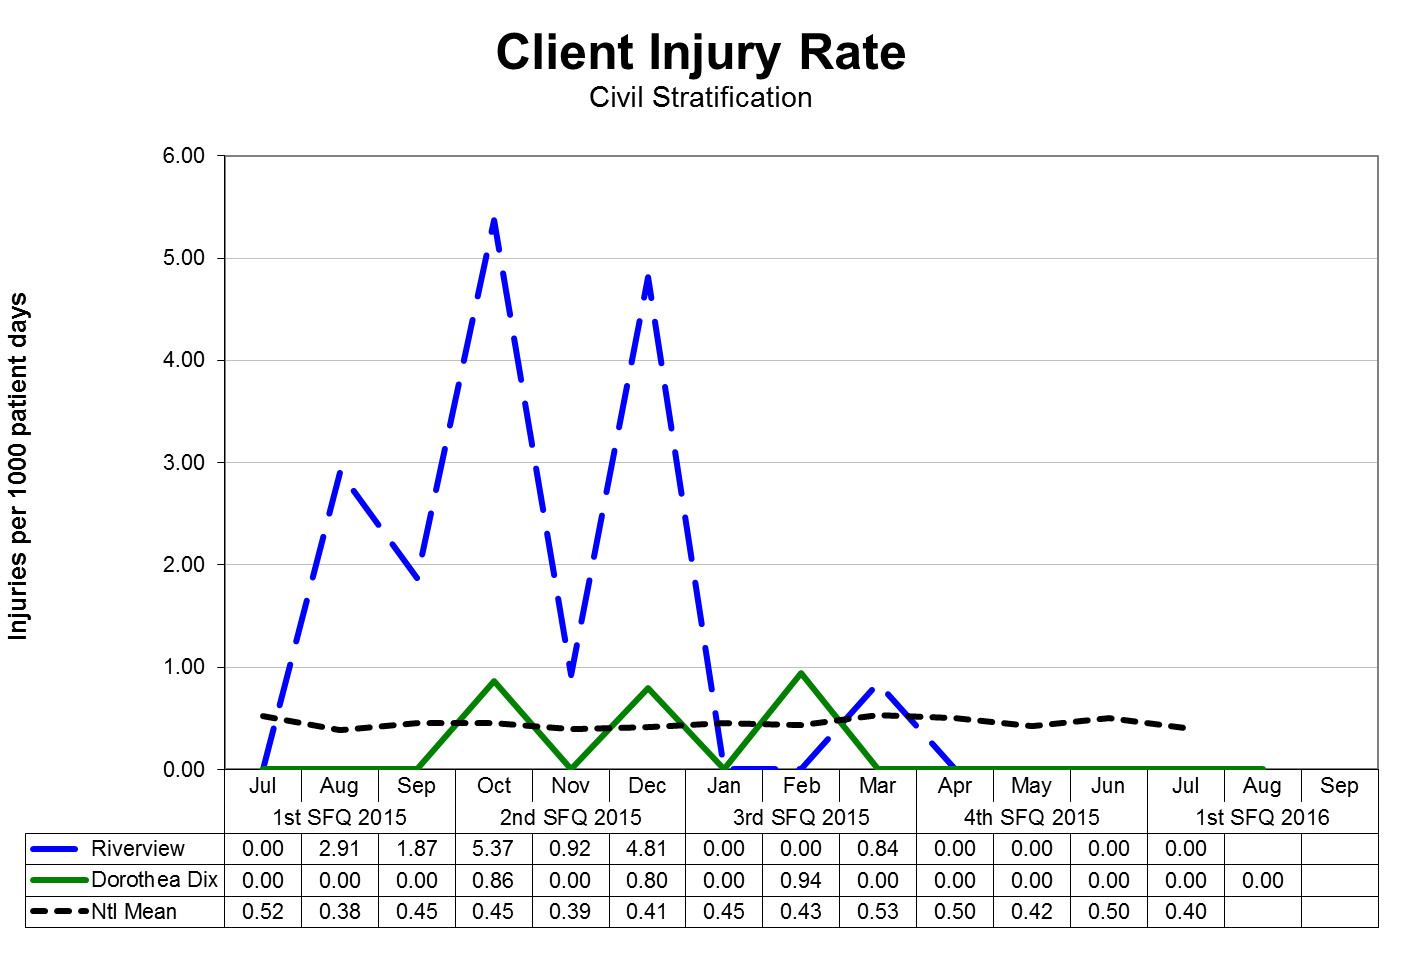 Client Injury Rate
Civil Stratification
Injuries per 1000 patient days
6.00
5.00
4.00
3.00
2.00
1.00
0.00
Jul Aug Sep Oct Nov Dec Jan Feb Mar Apr May Jun Jul Aug Sep
1st SFQ 2015 2nd SFQ 2015 3rd SFQ 2015 4th SFQ 2015 1st SFQ 2016
Riverview 0.00 2.91 1.87 5.37 0.92 4.81 0.00 0.00 0.84 0.00 0.00 0.00 0.00
Dorothea Dix 0.00 0.00 0.00 0.86 0.00 0.80 0.00 0.94 0.00 0.00 0.00 0.00 0.00 0.00
Ntl Mean 0.52 0.38 0.45 0.45 0.39 0.41 0.45 0.43 0.53 0.50 0.42 0.50 0.40